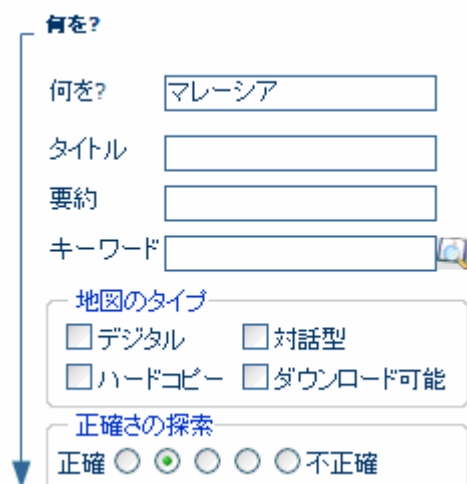 何を?
何を? マレーシア
タイトル
要約
キーワード
地図のタイプ
デジタル 対話型
ハードコピー ダウンロード可能
正確さの探索
正確 不正確